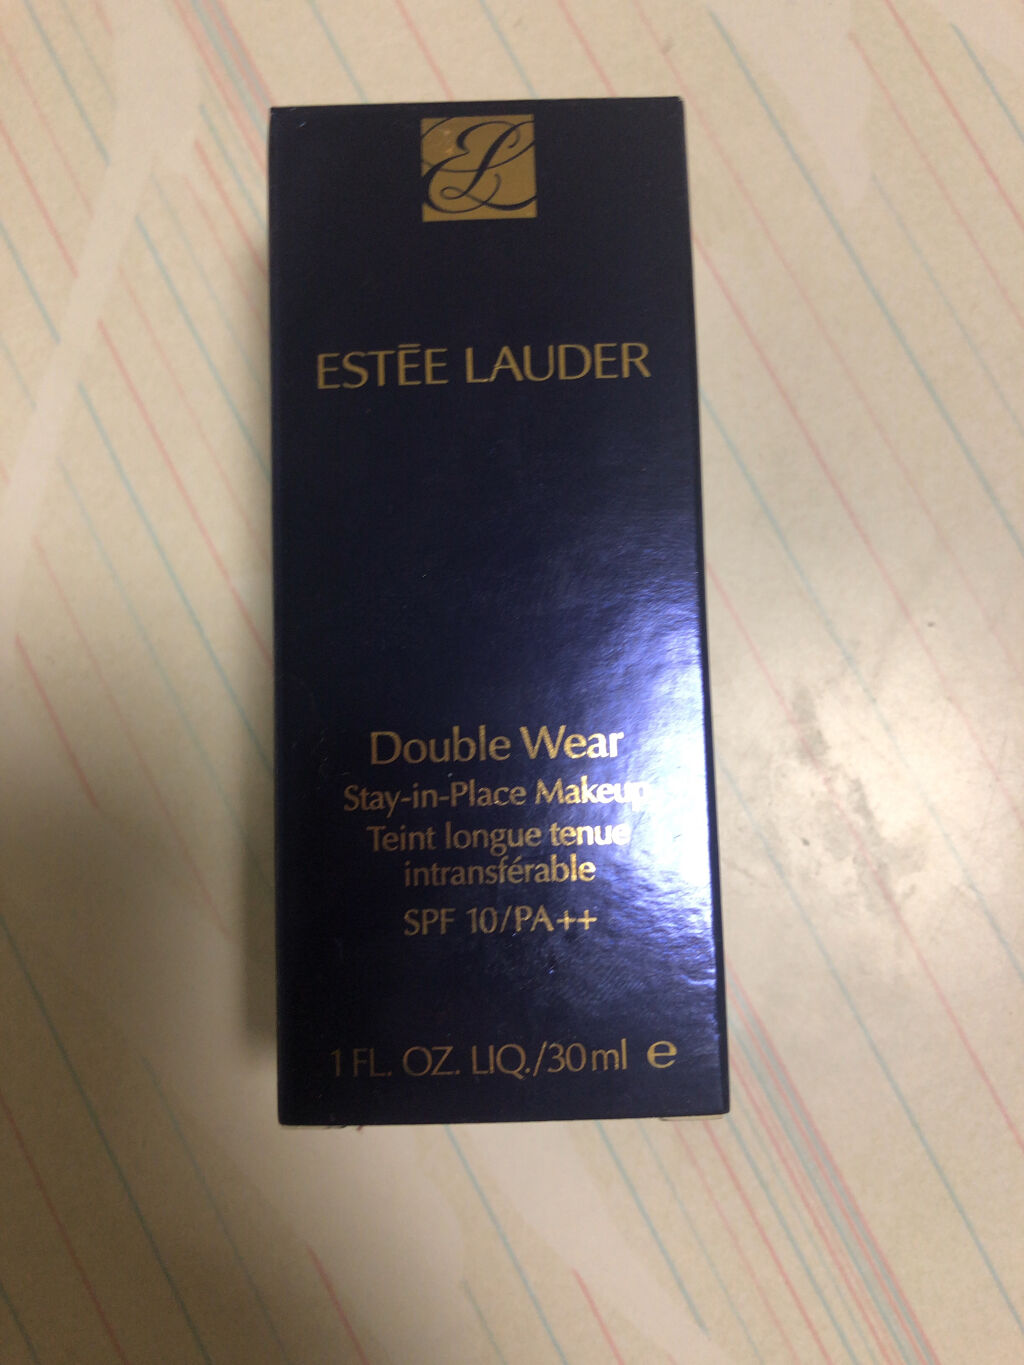 EL
ESTĒE LAUDER
Double Wear
Stay-in-Place Makeup
Teint longue tenue
intransférable
SPF 10/PA++
1 FL. OZ. LIQ./30ml ℮